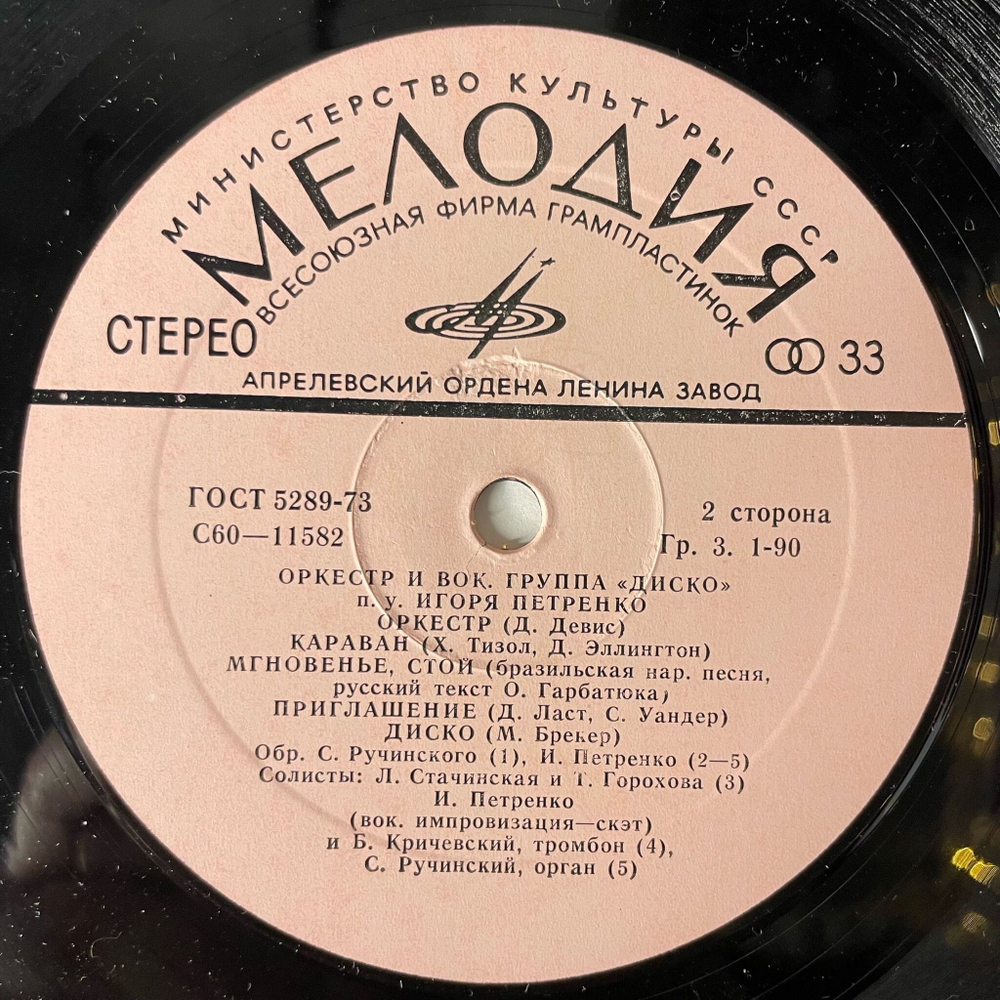 МИНИСТЕРСТВО КУЛЬТУРЫ СССР
МЕЛОДИЯ
ВСЕСОЮЗНАЯ ФИРМА ГРАМПЛАСТИНОК
СТЕРЕО
33
АПРЕЛЕВСКИЙ ОРДЕНА ЛЕНИНА ЗАВОД
ГОСТ 5289-73
2 сторона
С60—11582
Гр. 3. 1-90
ОРКЕСТР И ВОК. ГРУППА «ДИСКО»
п. у. ИГОРЯ ПЕТРЕНКО
ОРКЕСТР (Д. Девис)
КАРАВАН (Х. Тизол, Д. Эллингтон)
МГНОВЕНЬЕ, СТОЙ (бразильская нар. песня,
русский текст О. Гарбатюка)
ПРИГЛАШЕНИЕ (Д. Ласт, С. Уандер)
ДИСКО (М. Брекер)
Обр. С. Ручинского (1), И. Петренко (2—5)
Солисты: Л. Стачинская и Т. Горохова (3)
И. Петренко
(вок. импровизация—скэт)
и Б. Кричевский, тромбон (4),
С. Ручинский, орган (5)